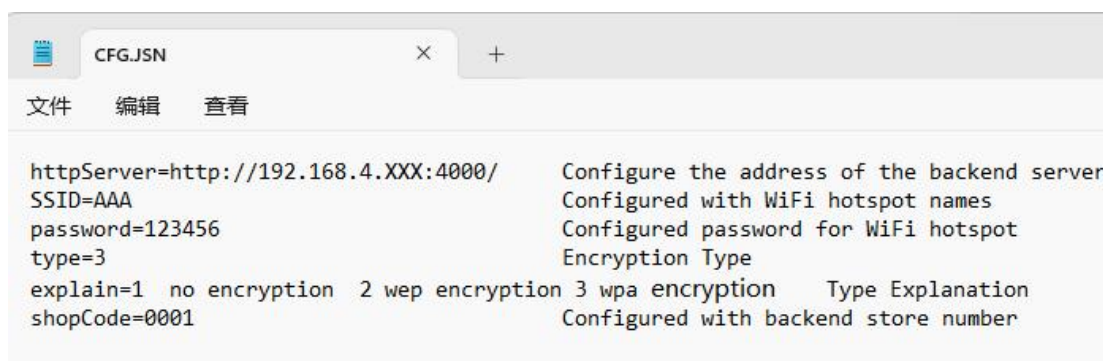 CFG.JSN × +
文件 编辑 查看
httpServer=http://192.168.4.XXX:4000/ Configure the address of the backend server
SSID=AAA Configured with WiFi hotspot names
password=123456 Configured password for WiFi hotspot
type=3 Encryption Type
explain=1 no encryption 2 wep encryption 3 wpa encryption Type Explanation
shopCode=0001 Configured with backend store number